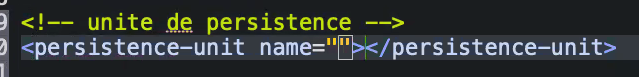 <!-- unite de persistence -->
<persistence-unit name=""></persistence-unit>